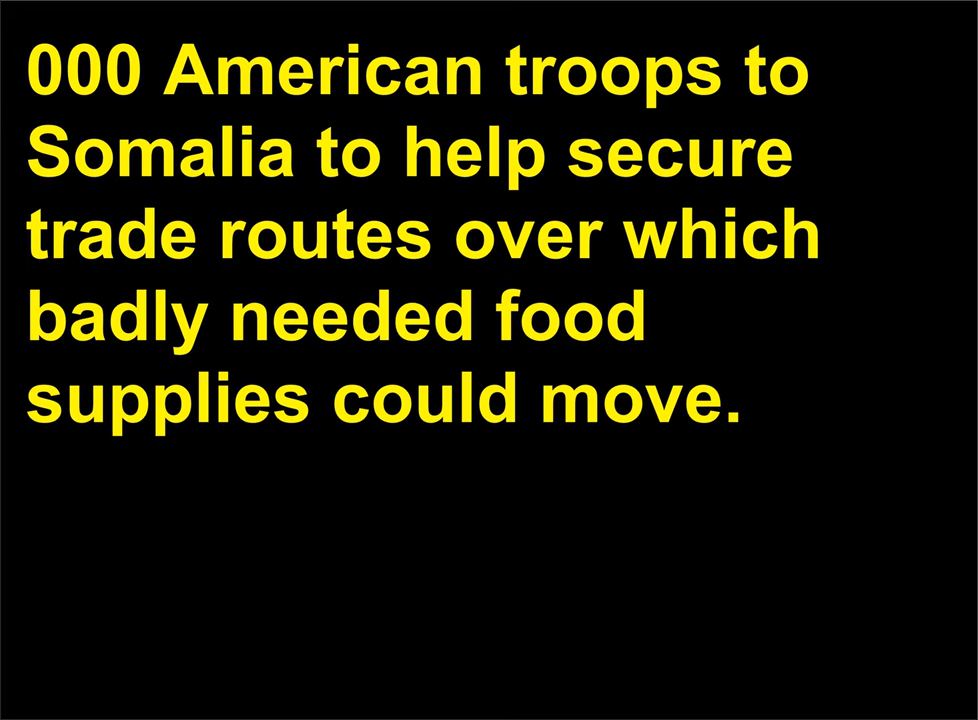 000 American troops to
Somalia to help secure
trade routes over which
badly needed food
supplies could move.